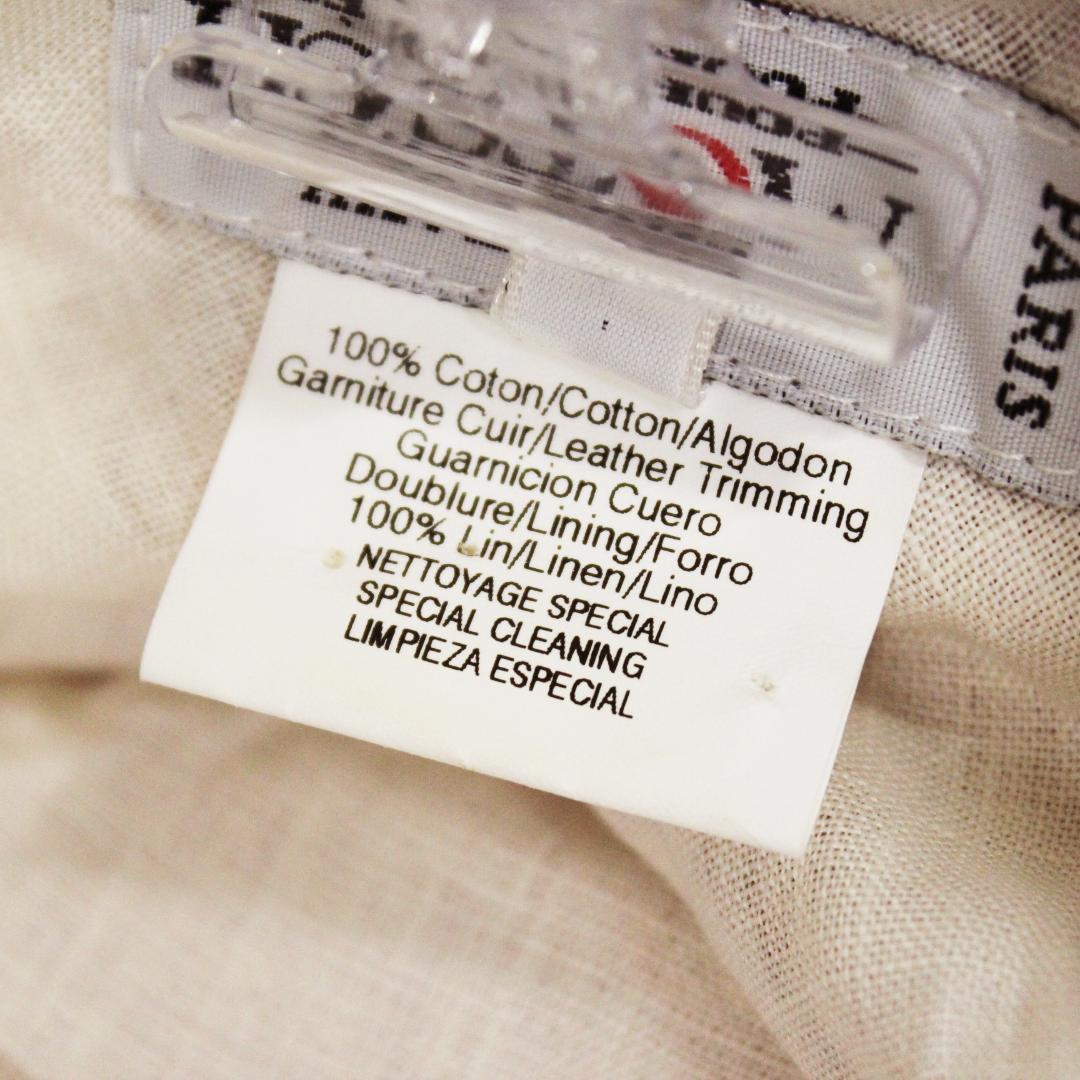 PARIS
100% Coton/Cotton/Algodon
Garniture Cuir/Leather Trimming
Guarnicion Cuero
Doublure/Lining/Forro
100% Lin/Linen/Lino
NETTOYAGE SPECIAL
SPECIAL CLEANING
LIMPIEZA ESPECIAL